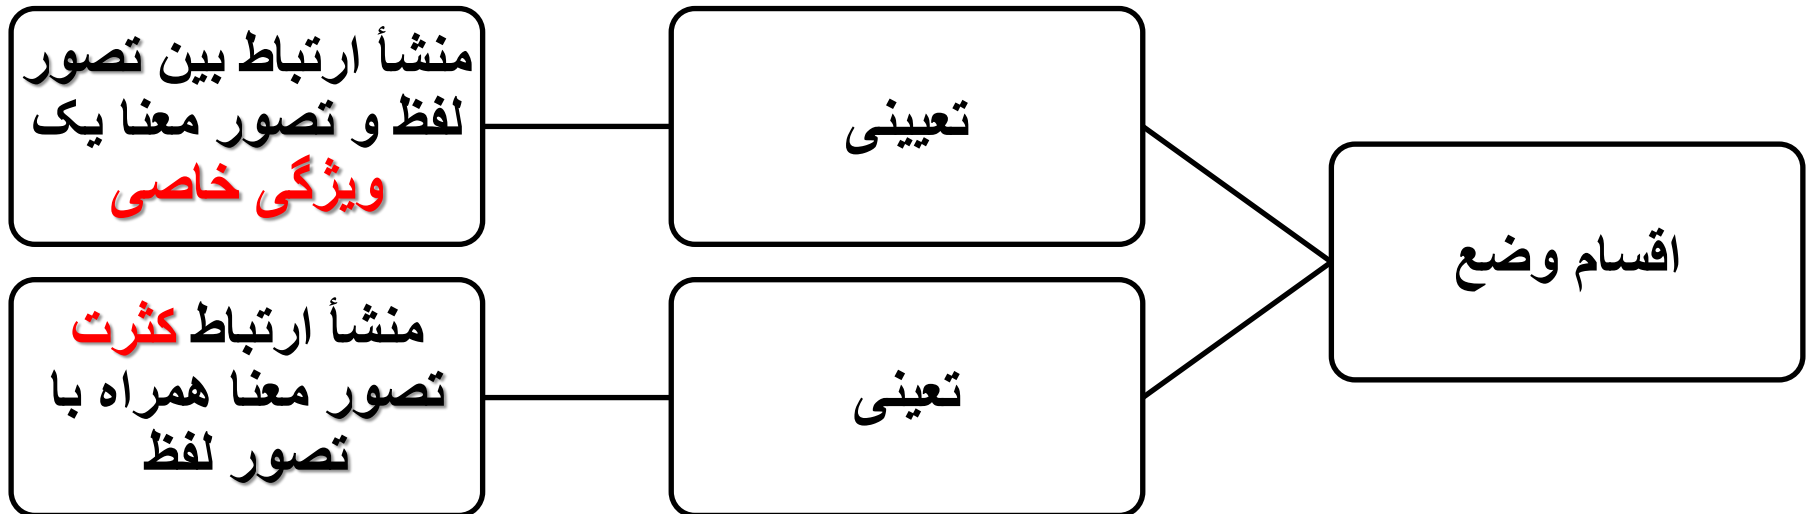 اقسام وضع
تعیینی
منشأ ارتباط بین تصور
لفظ و تصور معنا یک
ویژگی خاصی
تعینی
منشأ ارتباط کثرت
تصور معنا همراه با
تصور لفظ